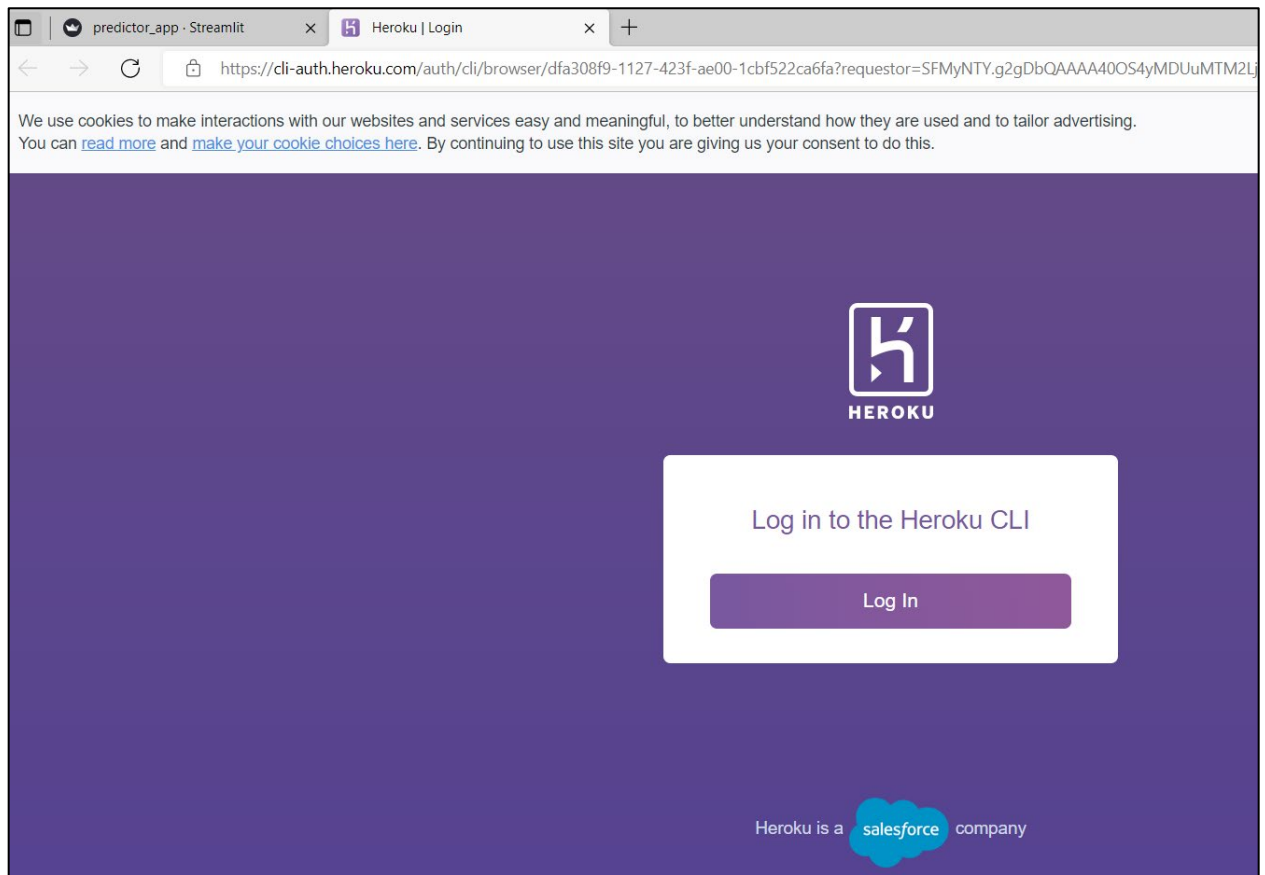 predictor_app · Streamlit
Heroku | Login
https://cli-auth.heroku.com/auth/cli/browser/dfa308f9-1127-423f-ae00-1cbf522ca6fa?requestor=SFMyNTY.g2gDbQAAAA40OS4yMDUuMTM2Lj
We use cookies to make interactions with our websites and services easy and meaningful, to better understand how they are used and to tailor advertising.
You can read more and make your cookie choices here. By continuing to use this site you are giving us your consent to do this.
HEROKU
Log in to the Heroku CLI
Log In
Heroku is a salesforce company